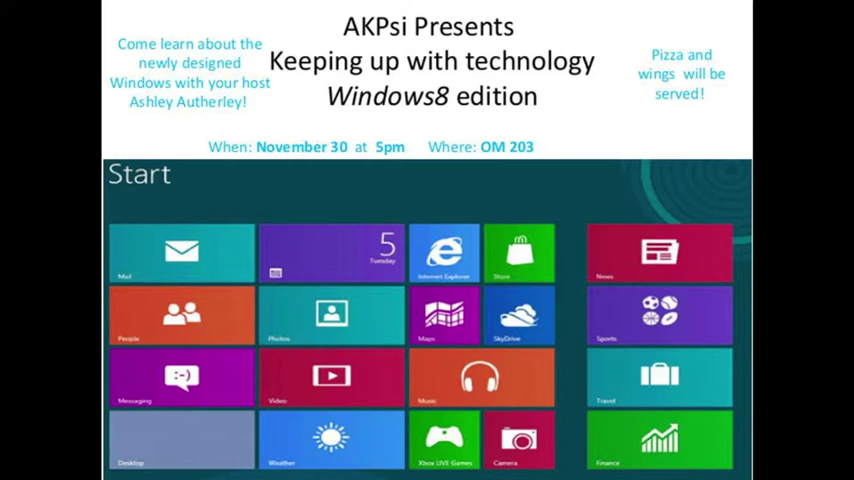 AKPsi Presents
Keeping up with technology
Windows8 edition
Come learn about the
newly designed
Windows with your host
Ashley Autherley!
Pizza and
wings will be
served!
When: November 30 at 5pm Where: OM 203
Start
Mail
5
Tuesday
Internet Explorer
Store
News
People
Photos
Maps
SkyDrive
Sports
Messaging
:-)
Video
Music
Travel
Desktop
Weather
Xbox LIVE Games
Camera
Finance